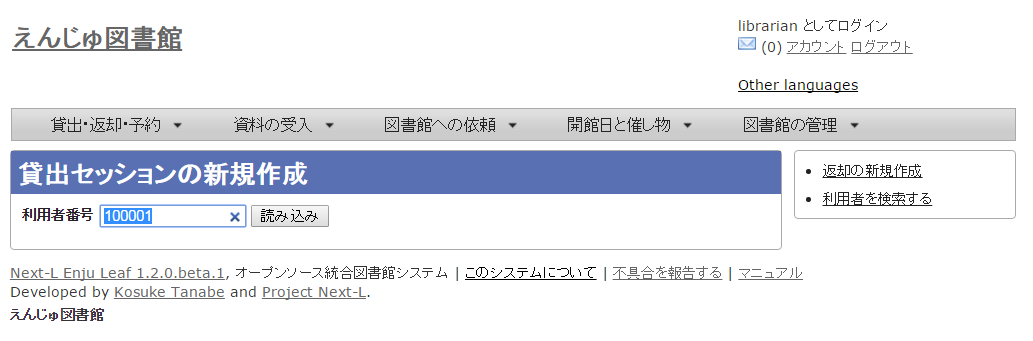 えんじゅ図書館
librarian としてログイン
(0) アカウント ログアウト
Other languages
貸出・返却・予約 資料の受入 図書館への依頼 開館日と催し物 図書館の管理
貸出セッションの新規作成
利用者番号 100001 読み込み
返却の新規作成
利用者を検索する
Next-L Enju Leaf 1.2.0.beta.1, オープンソース統合図書館システム | このシステムについて | 不具合を報告する | マニュアル
Developed by Kosuke Tanabe and Project Next-L.
えんじゅ図書館